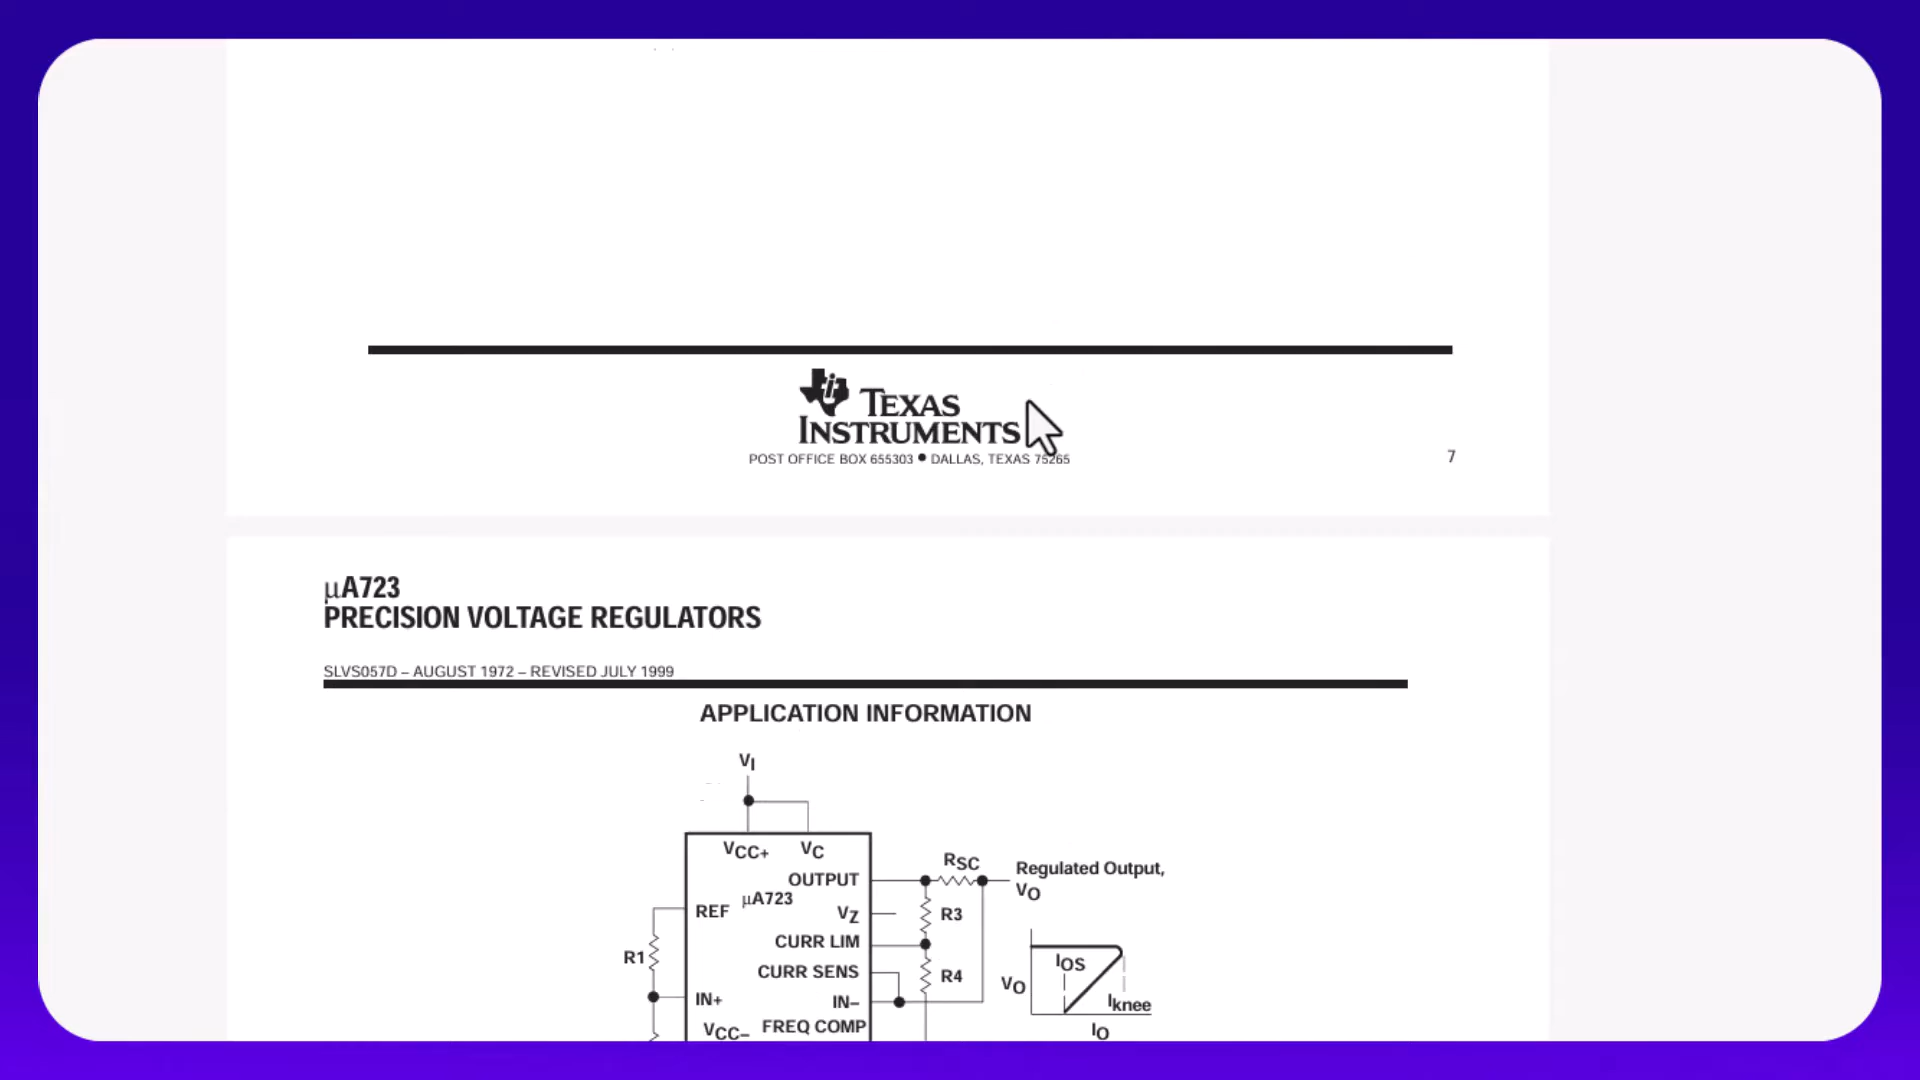 TEXAS
INSTRUMENTS
POST OFFICE BOX 655303 ● DALLAS, TEXAS 75265
7
µA723
PRECISION VOLTAGE REGULATORS
SLVS057D – AUGUST 1972 – REVISED JULY 1999
APPLICATION INFORMATION
VI
VCC+ VC
OUTPUT
RSC
Regulated Output,
VO
REF
µA723
VZ
R3
R1
CURR LIM
CURR SENS
R4
IN+
IN–
VCC–
FREQ COMP
VO
IOS
Iknee
IO